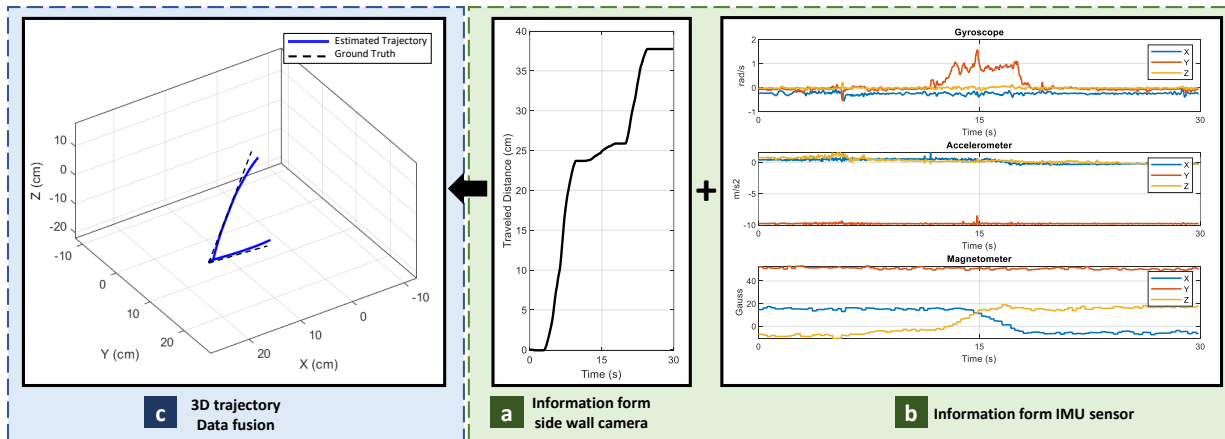 Estimated Trajectory
Ground Truth
10
0
-10
-20
Z (cm)
-10
0
10
20
Y (cm)
20
10
0
-10
X (cm)
c
3D trajectory
Data fusion
40
35
30
25
20
15
10
5
0
Traveled Distance (cm)
0
15
30
Time (s)
a
Information form
side wall camera
+
Gyroscope
2
1
0
-1
rad/s
X
Y
Z
0
15
30
Time (s)
Accelerometer
0
-5
-10
m/s2
X
Y
Z
0
15
30
Time (s)
Magnetometer
40
20
0
Gauss
X
Y
Z
0
15
30
Time (s)
b
Information form IMU sensor